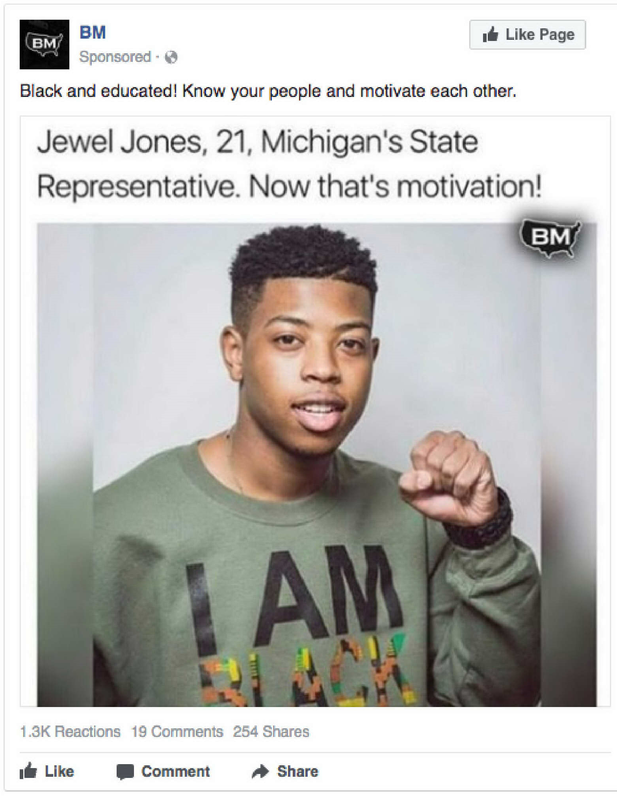 BM
BM
Like Page
Sponsored ·
Black and educated! Know your people and motivate each other.
Jewel Jones, 21, Michigan's State
Representative. Now that's motivation!
BM
I AM
BLACK
1.3K Reactions 19 Comments 254 Shares
Like Comment Share